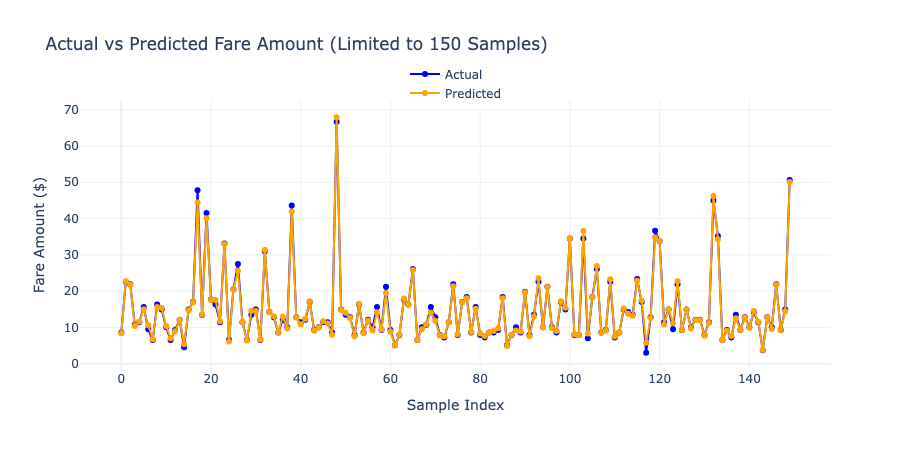 Actual vs Predicted Fare Amount (Limited to 150 Samples)
Actual
Predicted
70
60
50
40
30
20
10
0
Fare Amount ($)
0 20 40 60 80 100 120 140
Sample Index